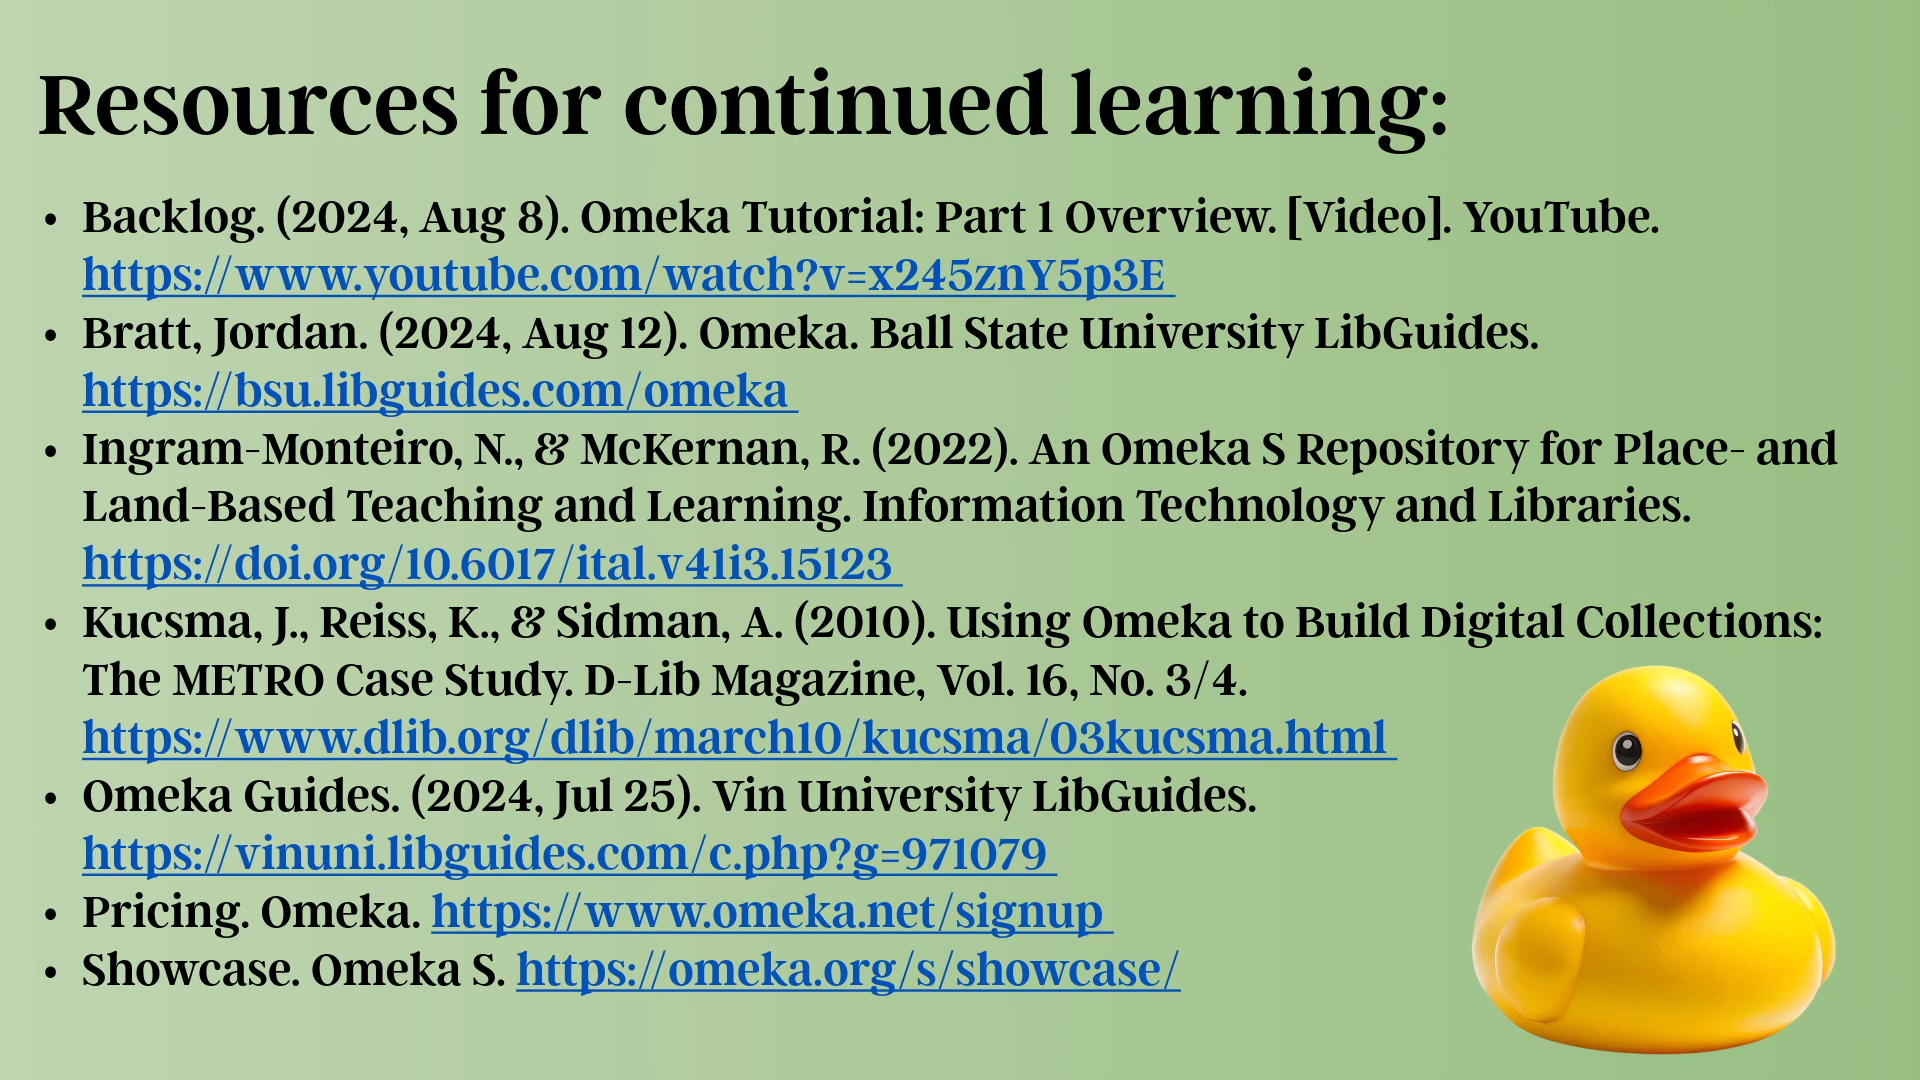 Resources for continued learning:
• Backlog. (2024, Aug 8). Omeka Tutorial: Part 1 Overview. [Video]. YouTube.
https://www.youtube.com/watch?v=x245znY5p3E
• Bratt, Jordan. (2024, Aug 12). Omeka. Ball State University LibGuides.
https://bsu.libguides.com/omeka
• Ingram-Monteiro, N., & McKernan, R. (2022). An Omeka S Repository for Place- and
Land-Based Teaching and Learning. Information Technology and Libraries.
https://doi.org/10.6017/ital.v41i3.15123
• Kucsma, J., Reiss, K., & Sidman, A. (2010). Using Omeka to Build Digital Collections:
The METRO Case Study. D-Lib Magazine, Vol. 16, No. 3/4.
https://www.dlib.org/dlib/march10/kucsma/03kucsma.html
• Omeka Guides. (2024, Jul 25). Vin University LibGuides.
https://vinuni.libguides.com/c.php?g=971079
• Pricing. Omeka. https://www.omeka.net/signup
• Showcase. Omeka S. https://omeka.org/s/showcase/